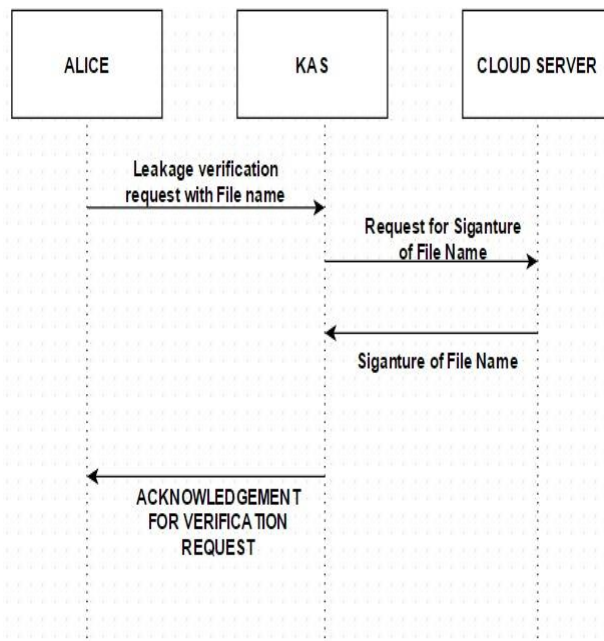 ALICE
KAS
CLOUD SERVER
Leakage verification
request with File name
Request for Siganture
of File Name
Siganture of File Name
ACKNOWLEDGEMENT
FOR VERIFICATION
REQUEST